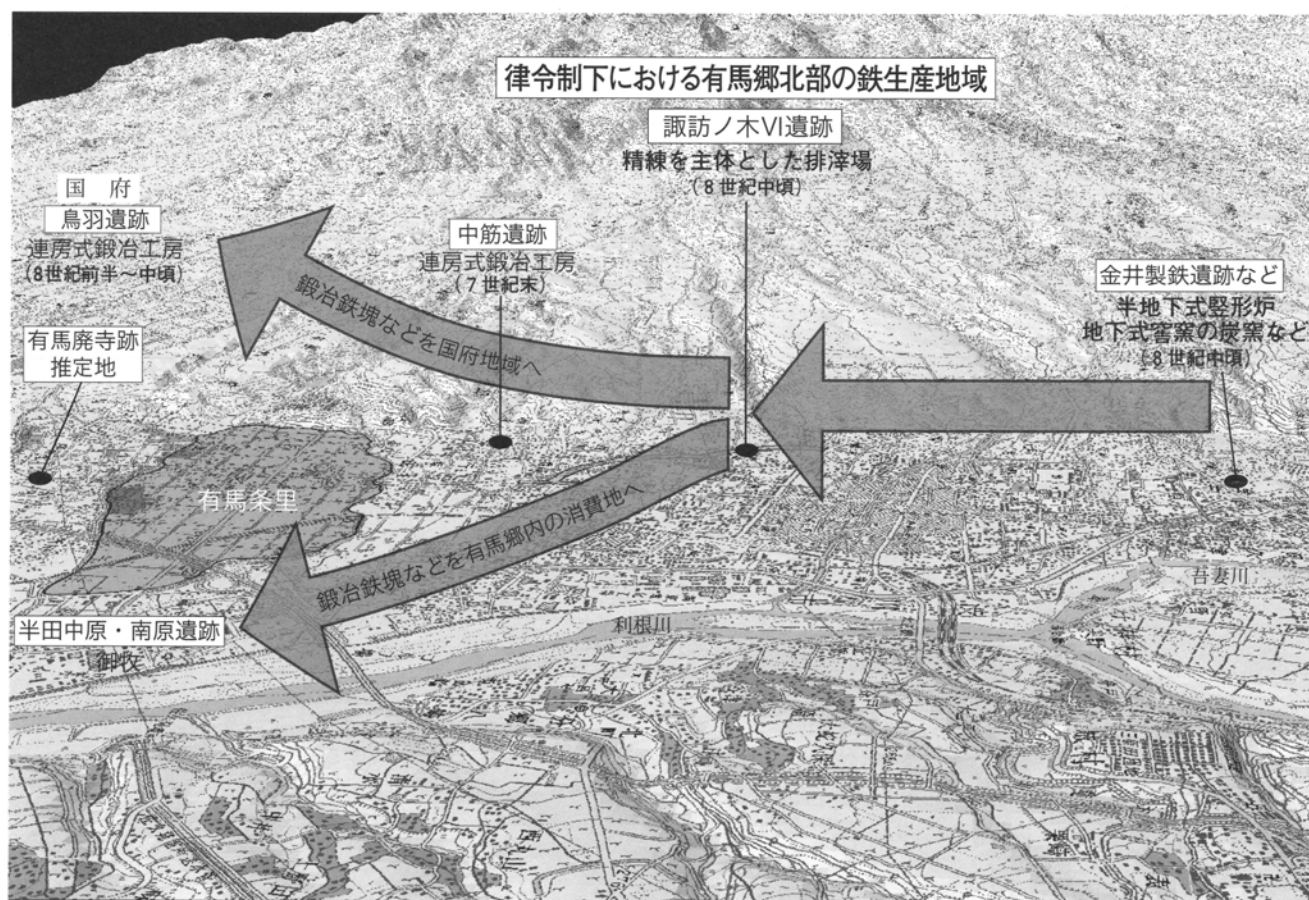 律令制下における有馬郷北部の鉄生産地域
諏訪ノ木Ⅵ遺跡
精練を主体とした排滓場
(8世紀中頃)
国府
鳥羽遺跡
連房式鍛冶工房
(8世紀前半~中頃)
中筋遺跡
連房式鍛冶工房
(7世紀末)
金井製鉄遺跡など
半地下式竪形炉
地下式窖窯の炭窯など
(8世紀中頃)
有馬廃寺跡
推定地
鍛冶鉄塊などを国府地域へ
有馬条里
鍛冶鉄塊などを有馬郷内の消費地へ
吾妻川
利根川
半田中原・南原遺跡
御牧